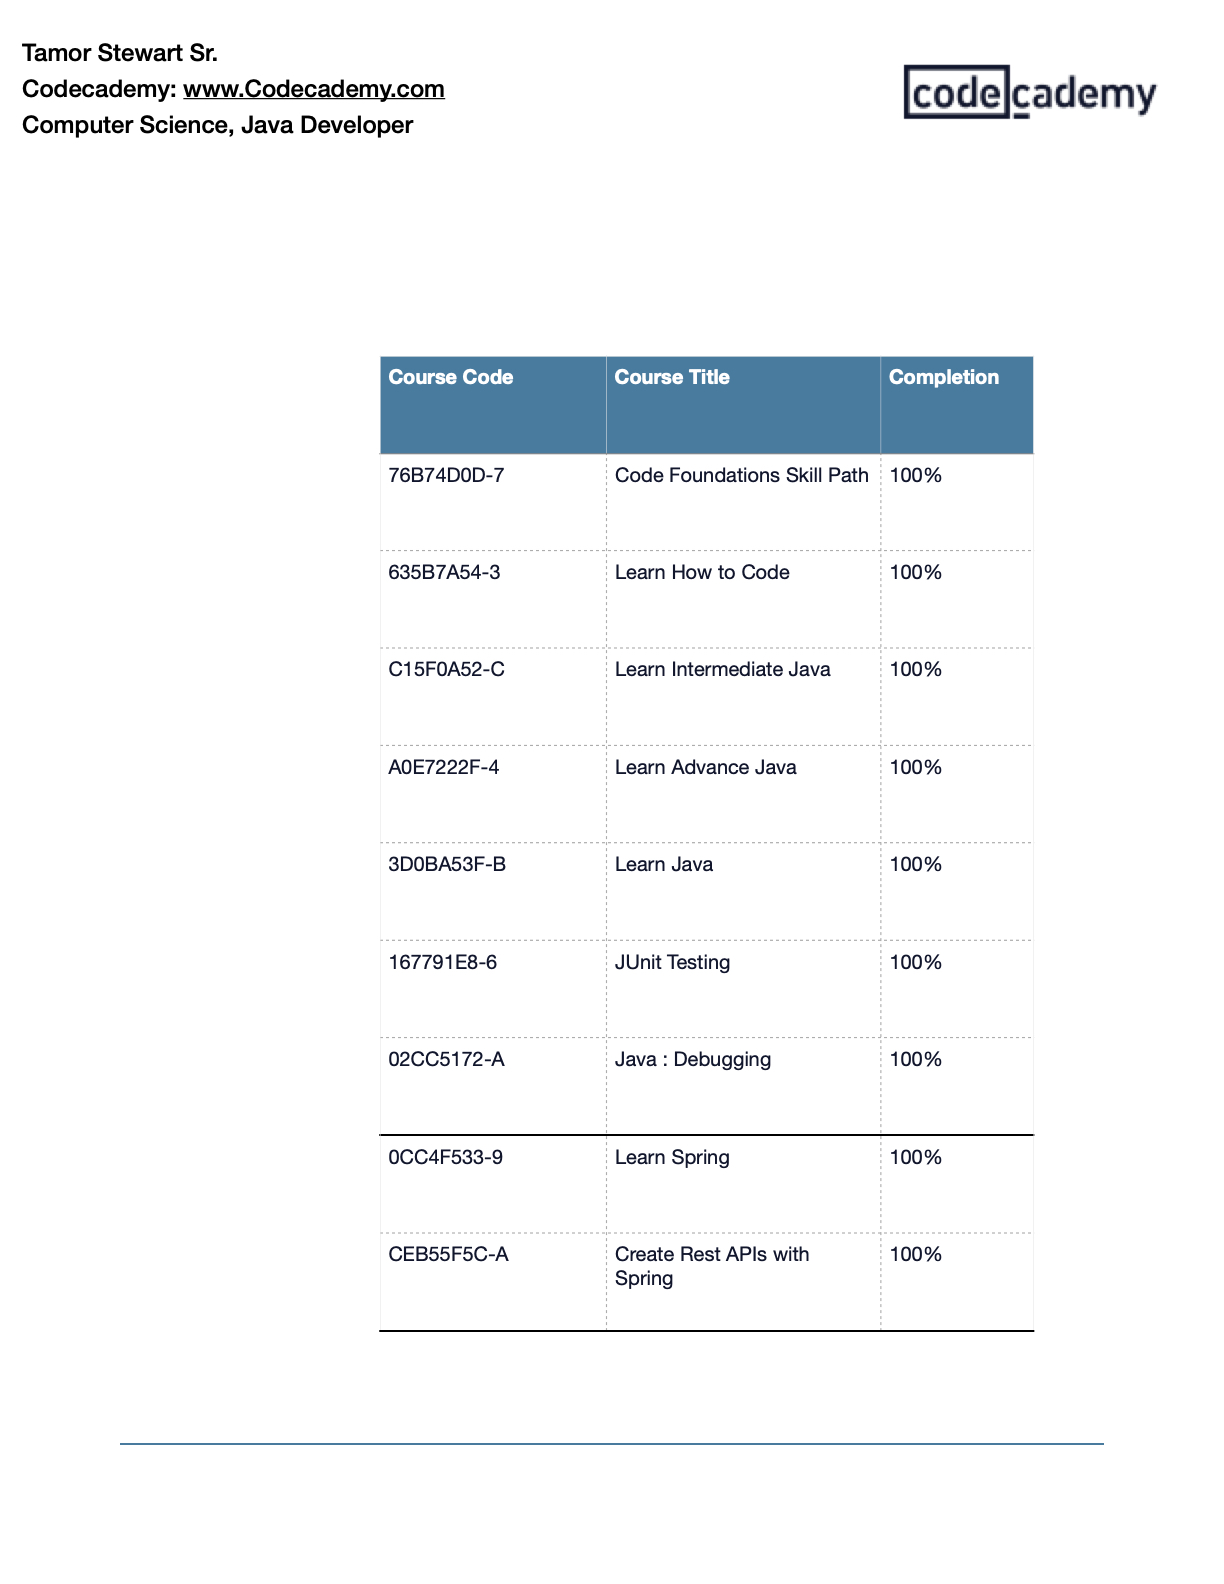 Tamor Stewart Sr.
Codecademy: www.Codecademy.com
Computer Science, Java Developer
codecademy
Course Code Course Title Completion
76B74D0D-7 Code Foundations Skill Path 100%
635B7A54-3 Learn How to Code 100%
C15F0A52-C Learn Intermediate Java 100%
A0E7222F-4 Learn Advance Java 100%
3D0BA53F-B Learn Java 100%
167791E8-6 JUnit Testing 100%
02CC5172-A Java : Debugging 100%
0CC4F533-9 Learn Spring 100%
CEB55F5C-A Create Rest APIs with 100%
Spring